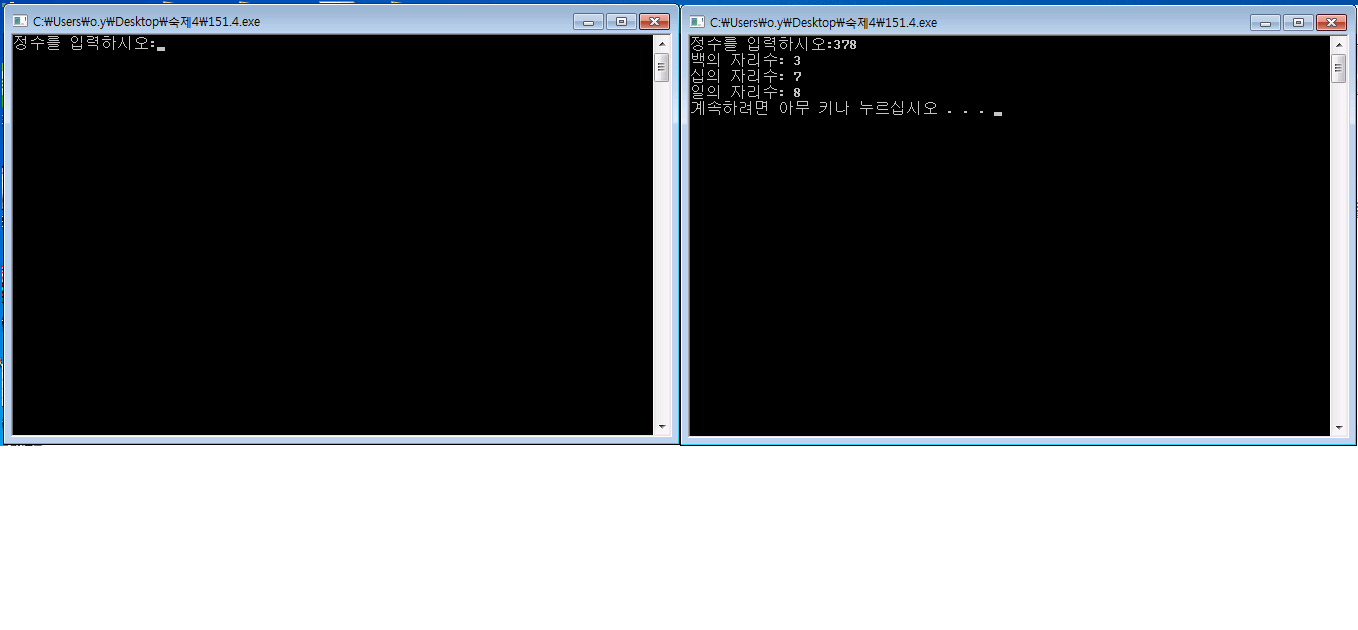 C:₩Users₩o.y₩Desktop₩숙제4₩151.4.exe
정수를 입력하시오:
C:₩Users₩o.y₩Desktop₩숙제4₩151.4.exe
정수를 입력하시오:378
백의 자리수: 3
십의 자리수: 7
일의 자리수: 8
계속하려면 아무 키나 누르십시오 . . .